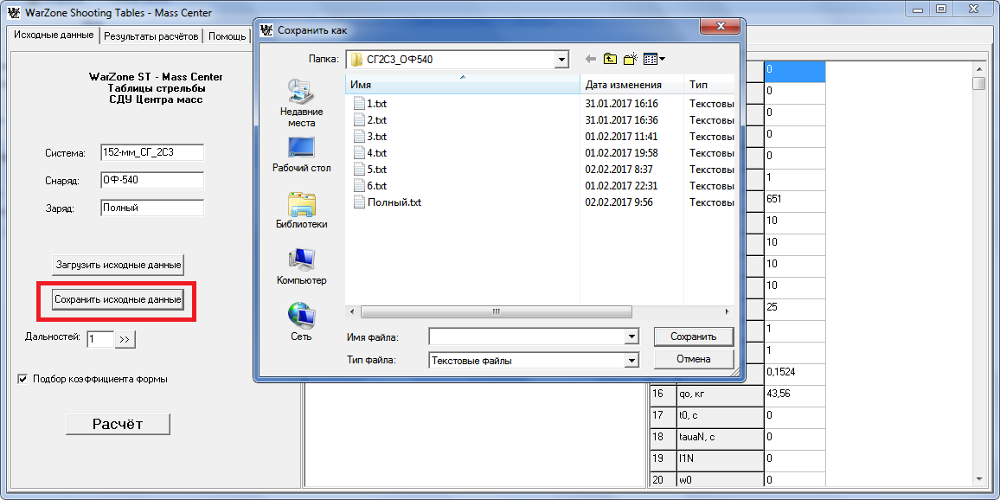 WarZone Shooting Tables - Mass Center
Исходные данные
Результаты расчётов
Помощь
WarZone ST - Mass Center
Таблицы стрельбы
СДУ Центра масс
Система:
152-мм_СГ_2С3
Снаряд:
ОФ-540
Заряд:
Полный
Загрузить исходные данные
Сохранить исходные данные
Дальностей:
1
>>
Подбор коэффициента формы
Расчёт
Сохранить как
Папка:
СГ2С3_ОФ540
Недавние
места
Рабочий стол
Библиотеки
Компьютер
Сеть
Имя Дата изменения Тип
1.txt 31.01.2017 16:16 Текстовы
2.txt 31.01.2017 16:36 Текстовы
3.txt 01.02.2017 11:41 Текстовы
4.txt 01.02.2017 19:58 Текстовы
5.txt 02.02.2017 8:37 Текстовы
6.txt 01.02.2017 22:31 Текстовы
Полный.txt 02.02.2017 9:56 Текстовы
Имя файла:
Сохранить
Тип файла:
Текстовые файлы
Отмена
0
0
0
0
0
1
651
10
10
10
10
25
1
1
0,1524
16 qo, кг 43,56
17 t0, с 0
18 tauaN, с 0
19 l1N 0
20 w0 0